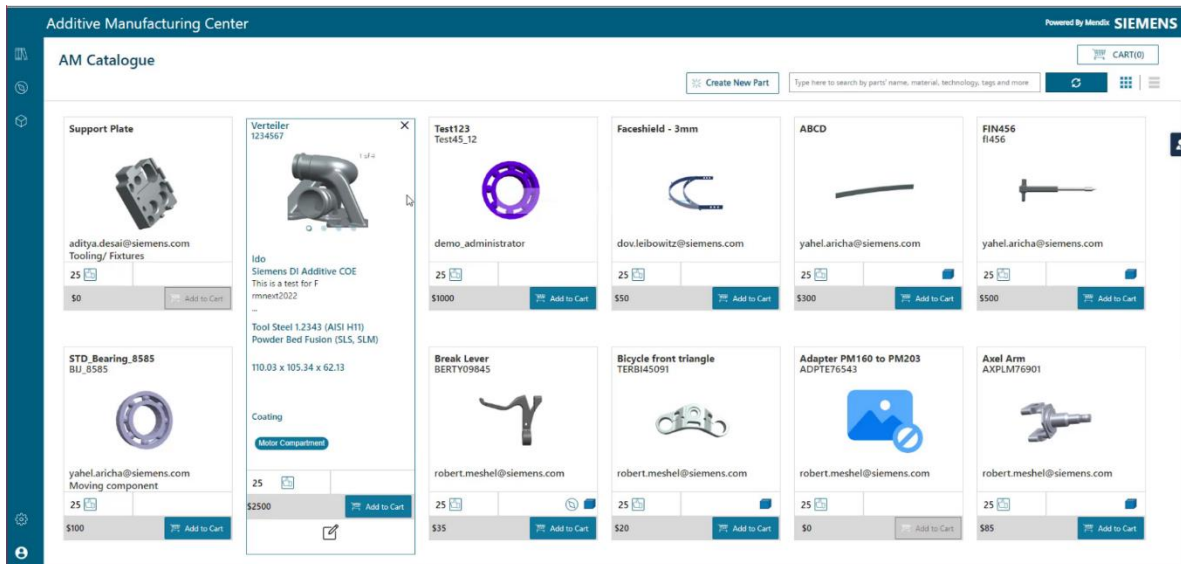 Additive Manufacturing Center
Powered By Mendix SIEMENS
AM Catalogue
CART(0)
Create New Part
Type here to search by parts' name, material, technology, tags and more
Support Plate
aditya.desai@siemens.com
Tooling/ Fixtures
25
$0
Add to Cart
Verteiler
1234567
1 of 4
Ido
Siemens DI Additive COE
This is a test for F
rmnext2022
...
Tool Steel 1.2343 (AISI H11)
Powder Bed Fusion (SLS, SLM)
110.03 x 105.34 x 62.13
Coating
Motor Compartment
25
$2500
Add to Cart
Test123
Test45_12
demo_administrator
25
$1000
Add to Cart
Faceshield - 3mm
dov.leibowitz@siemens.com
25
$50
Add to Cart
ABCD
yahel.aricha@siemens.com
25
$300
Add to Cart
FIN456
fI456
yahel.aricha@siemens.com
25
$500
Add to Cart
STD_Bearing_8585
BIJ_8585
yahel.aricha@siemens.com
Moving component
25
$100
Add to Cart
Break Lever
BERTY09845
robert.meshel@siemens.com
25
$35
Add to Cart
Bicycle front triangle
TERBI45091
robert.meshel@siemens.com
25
$20
Add to Cart
Adapter PM160 to PM203
ADPTE76543
robert.meshel@siemens.com
25
$0
Add to Cart
Axel Arm
AXPLM76901
robert.meshel@siemens.com
25
$85
Add to Cart